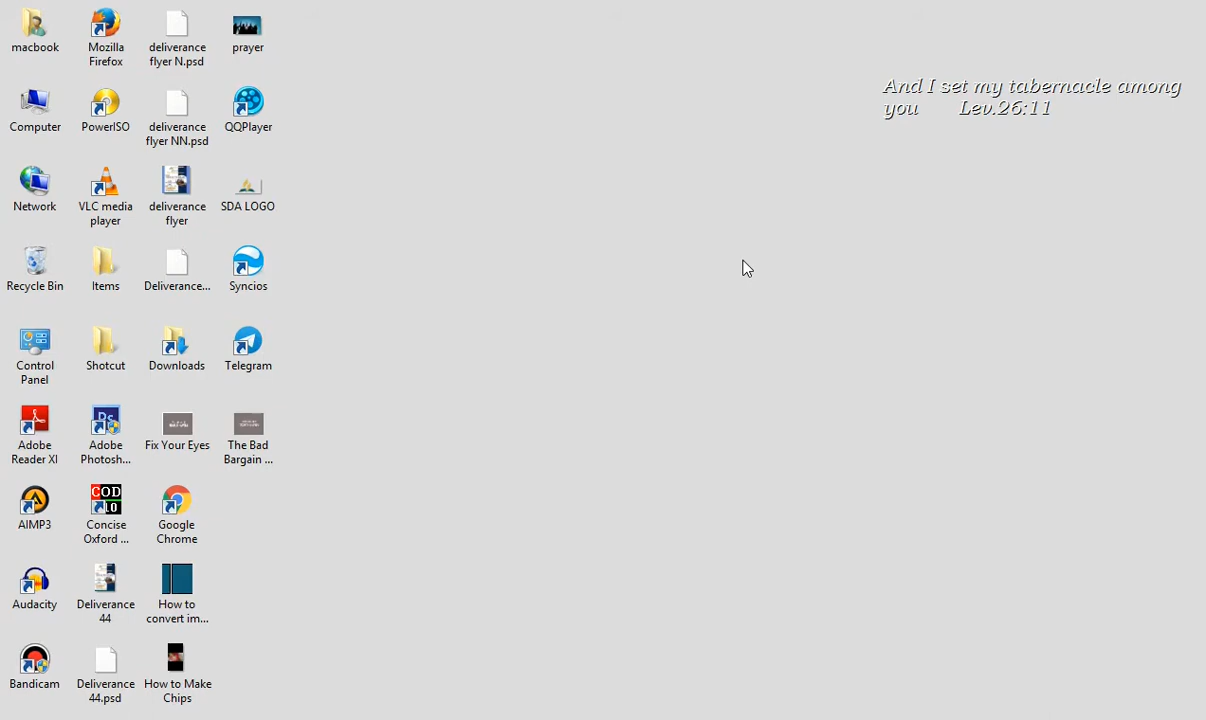 macbook
Mozilla
Firefox
deliverance
flyer N.psd
prayer
And I set my tabernacle among
you Lev.26:11
Computer
PowerISO
deliverance
flyer NN.psd
QQPlayer
Network
VLC media
player
deliverance
flyer
SDA LOGO
Recycle Bin
Items
Deliverance...
Syncios
Control
Panel
Shotcut
Downloads
Telegram
Adobe
Reader XI
Ps
Adobe
Photosh...
Fix Your Eyes
The Bad
Bargain ...
AIMP3
COD
10
Concise
Oxford ...
Google
Chrome
Audacity
Deliverance
44
How to
convert im...
Bandicam
Deliverance
44.psd
How to Make
Chips